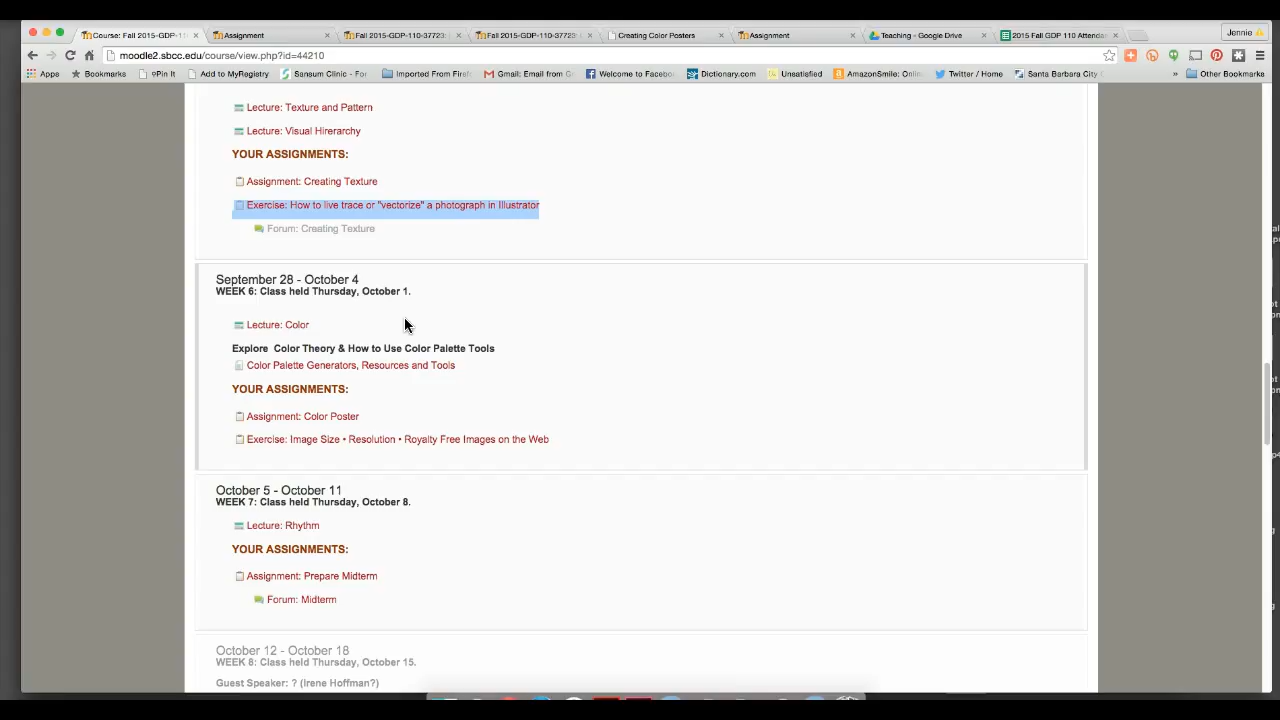 Course: Fall 2015-GDP-11
Assignment
Fall 2015-GDP-110-37723:
Fall 2015-GDP-110-37723:
Creating Color Posters
Assignment
Teaching - Google Drive
2015 Fall GDP 110 Attenda
Jennie
moodle2.sbcc.edu/course/view.php?id=44210
Apps
Bookmarks
Pin It
Add to MyRegistry
Sansum Clinic - For
Imported From Firef
Gmail: Email from G
Welcome to Facebo
Dictionary.com
Unsatisfied
AmazonSmile: Onlin
Twitter / Home
Santa Barbara City
» Other Bookmarks
Lecture: Texture and Pattern
Lecture: Visual Hirerarchy
YOUR ASSIGNMENTS:
Assignment: Creating Texture
Exercise: How to live trace or "vectorize" a photograph in Illustrator
Forum: Creating Texture
September 28 - October 4
WEEK 6: Class held Thursday, October 1.
Lecture: Color
Explore Color Theory & How to Use Color Palette Tools
Color Palette Generators, Resources and Tools
YOUR ASSIGNMENTS:
Assignment: Color Poster
Exercise: Image Size • Resolution • Royalty Free Images on the Web
October 5 - October 11
WEEK 7: Class held Thursday, October 8.
Lecture: Rhythm
YOUR ASSIGNMENTS:
Assignment: Prepare Midterm
Forum: Midterm
October 12 - October 18
WEEK 8: Class held Thursday, October 15.
Guest Speaker: ? (Irene Hoffman?)